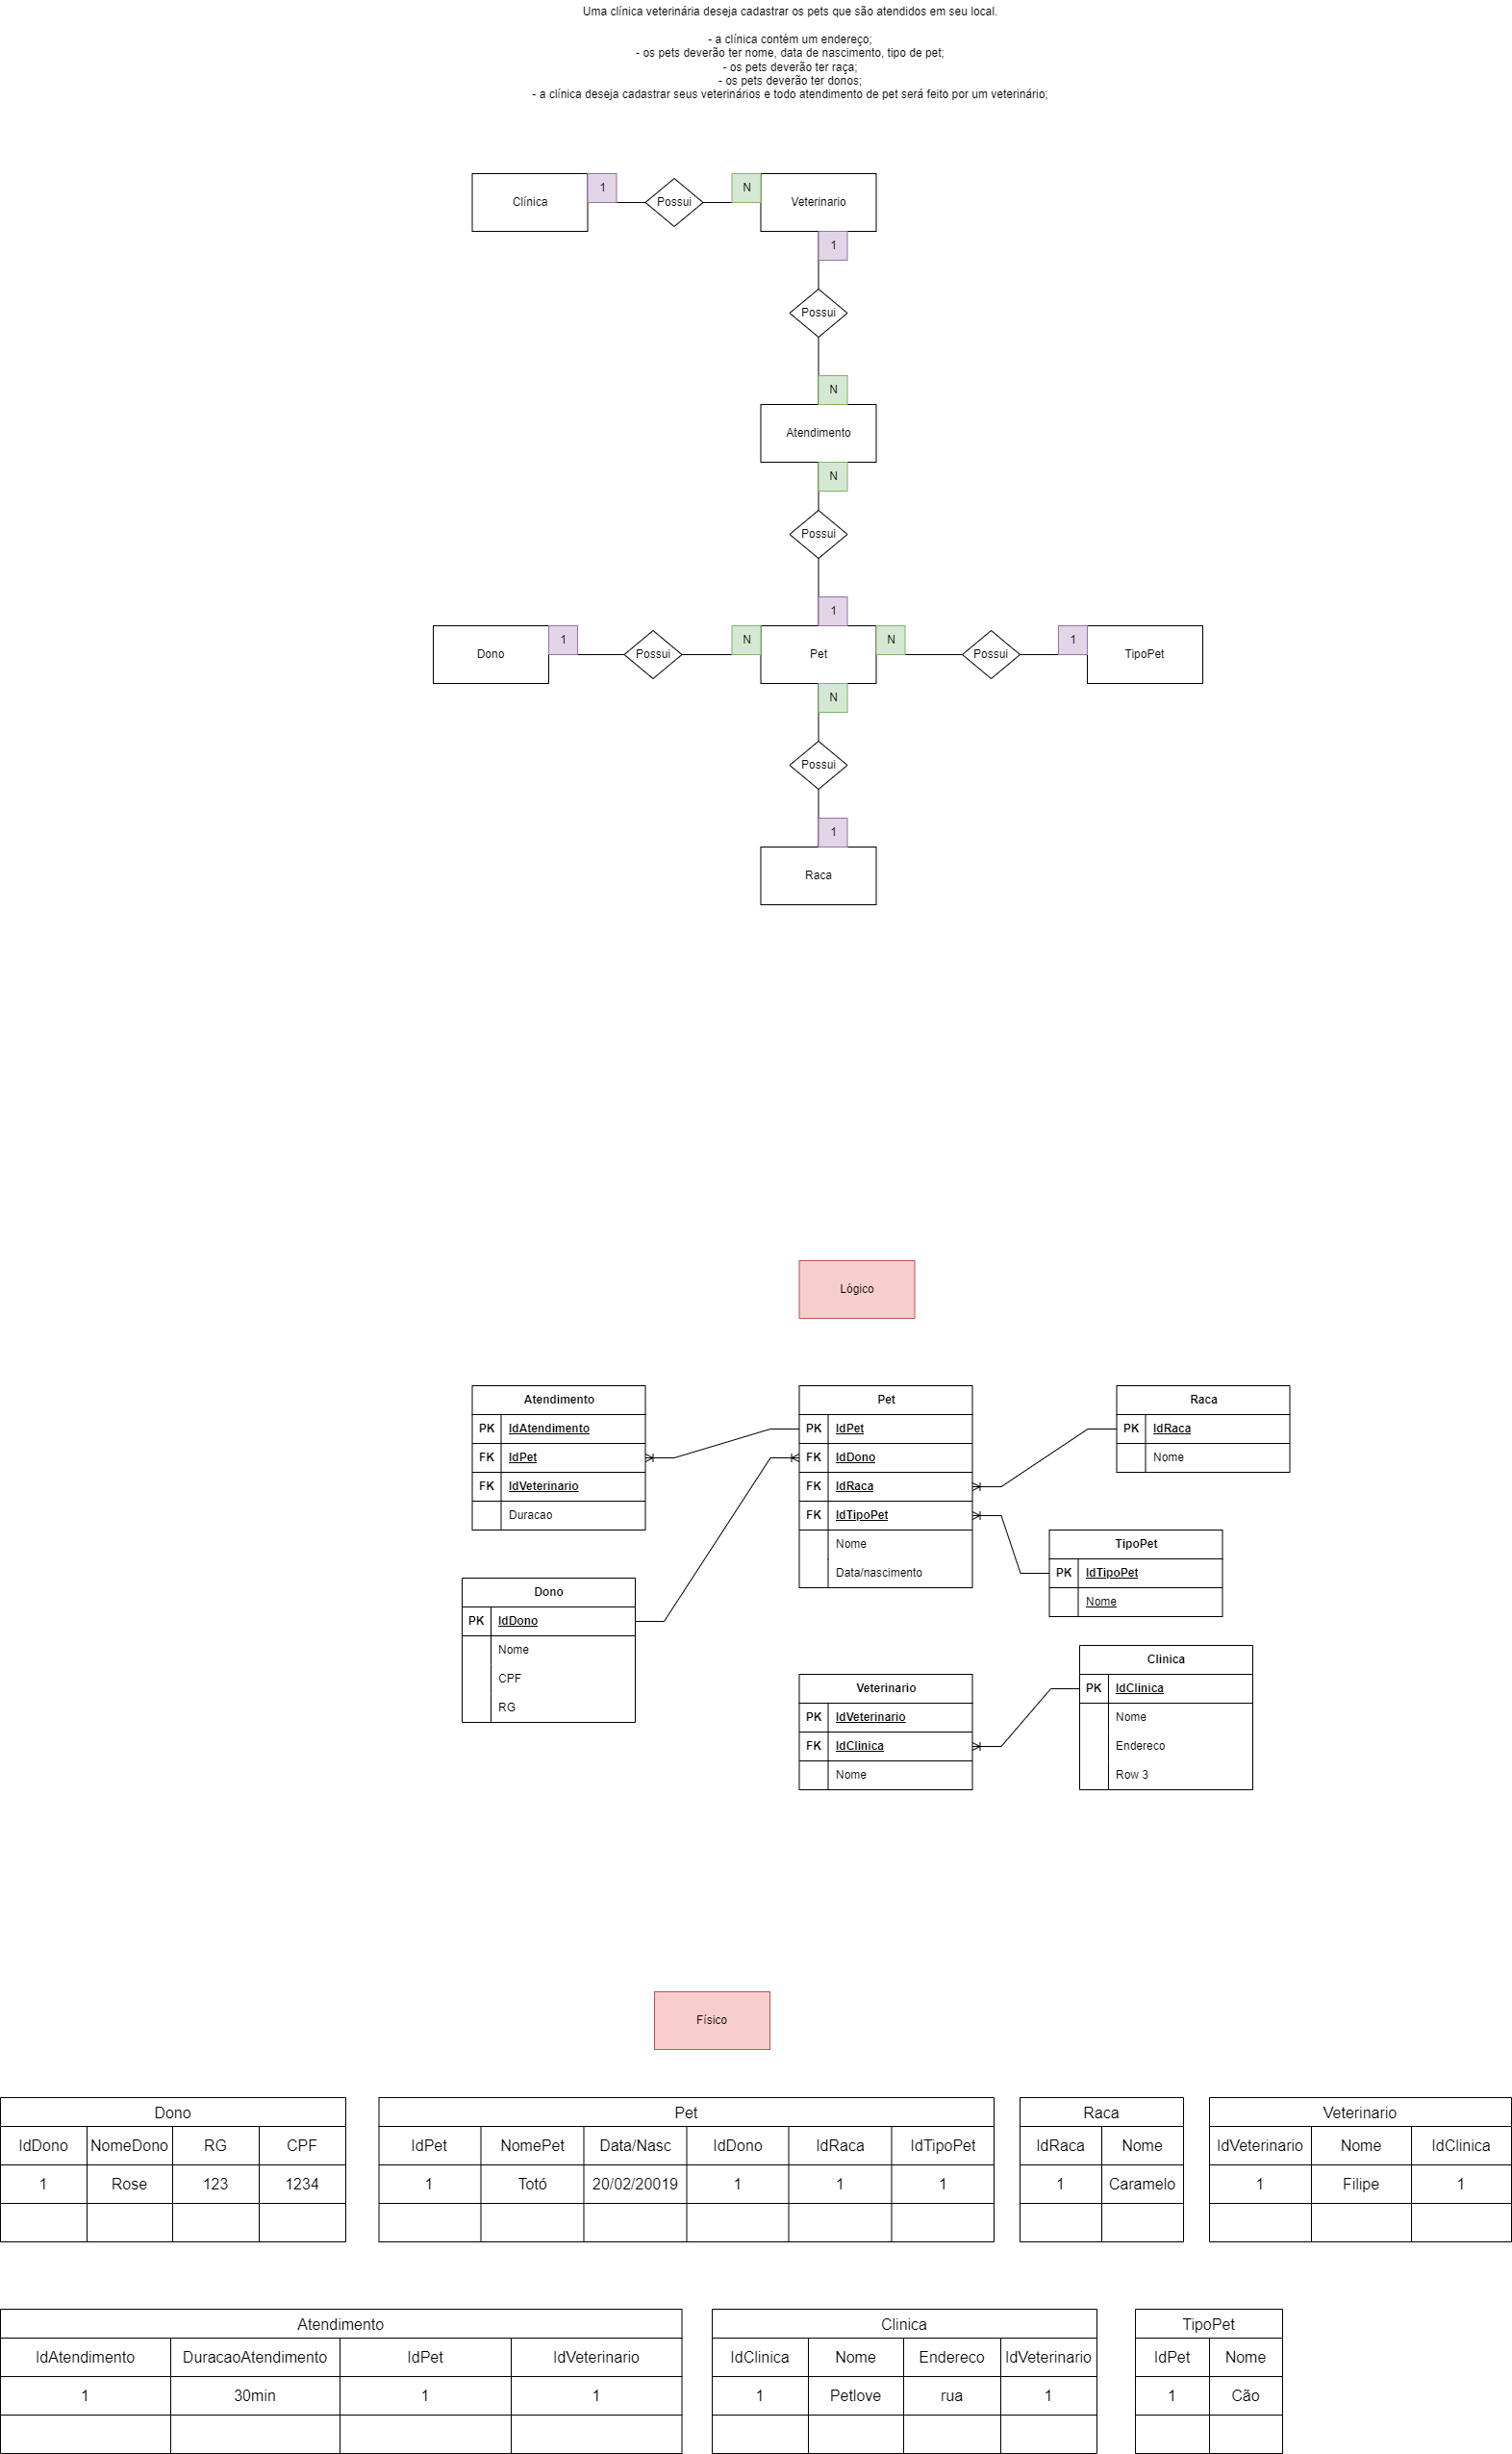 Uma clínica veterinária deseja cadastrar os pets que são atendidos em seu local.
- a clínica contém um endereço;
- os pets deverão ter nome, data de nascimento, tipo de pet;
- os pets deverão ter raça;
- os pets deverão ter donos;
- a clínica deseja cadastrar seus veterinários e todo atendimento de pet será feito por um veterinário;
Clínica
1
Possui
N
Veterinario
1
Possui
N
Atendimento
N
Possui
1
Dono
1
Possui
N
Pet
N
Possui
1
TipoPet
N
Possui
1
Raca
Lógico
Atendimento
PK IdAtendimento
FK IdPet
FK IdVeterinario
Duracao
Pet
PK IdPet
FK IdDono
FK IdRaca
FK IdTipoPet
Nome
Data/nascimento
Raca
PK IdRaca
Nome
TipoPet
PK IdTipoPet
Nome
Dono
PK IdDono
Nome
CPF
RG
Veterinario
PK IdVeterinario
FK IdClinica
Nome
Clinica
PK IdClinica
Nome
Endereco
Row 3
Físico
Dono
IdDono NomeDono RG CPF
1 Rose 123 1234
Pet
IdPet NomePet Data/Nasc IdDono IdRaca IdTipoPet
1 Totó 20/02/20019 1 1 1
Raca
IdRaca Nome
1 Caramelo
Veterinario
IdVeterinario Nome IdClinica
1 Filipe 1
Atendimento
IdAtendimento DuracaoAtendimento IdPet IdVeterinario
1 30min 1 1
Clinica
IdClinica Nome Endereco IdVeterinario
1 Petlove rua 1
TipoPet
IdPet Nome
1 Cão